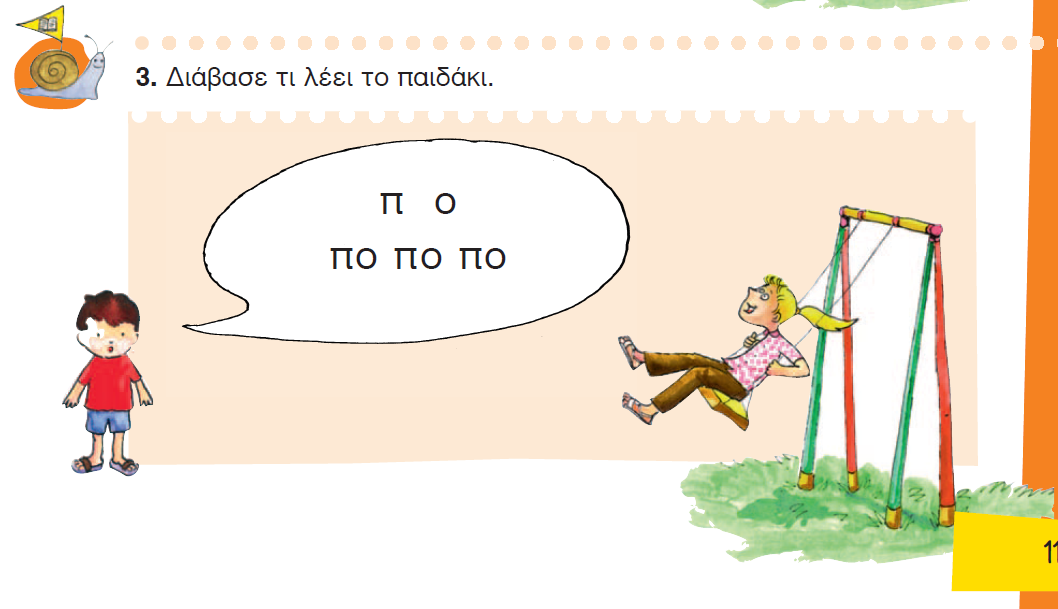 3. Διάβασε τι λέει το παιδάκι.
π ο
πο πο πο
11